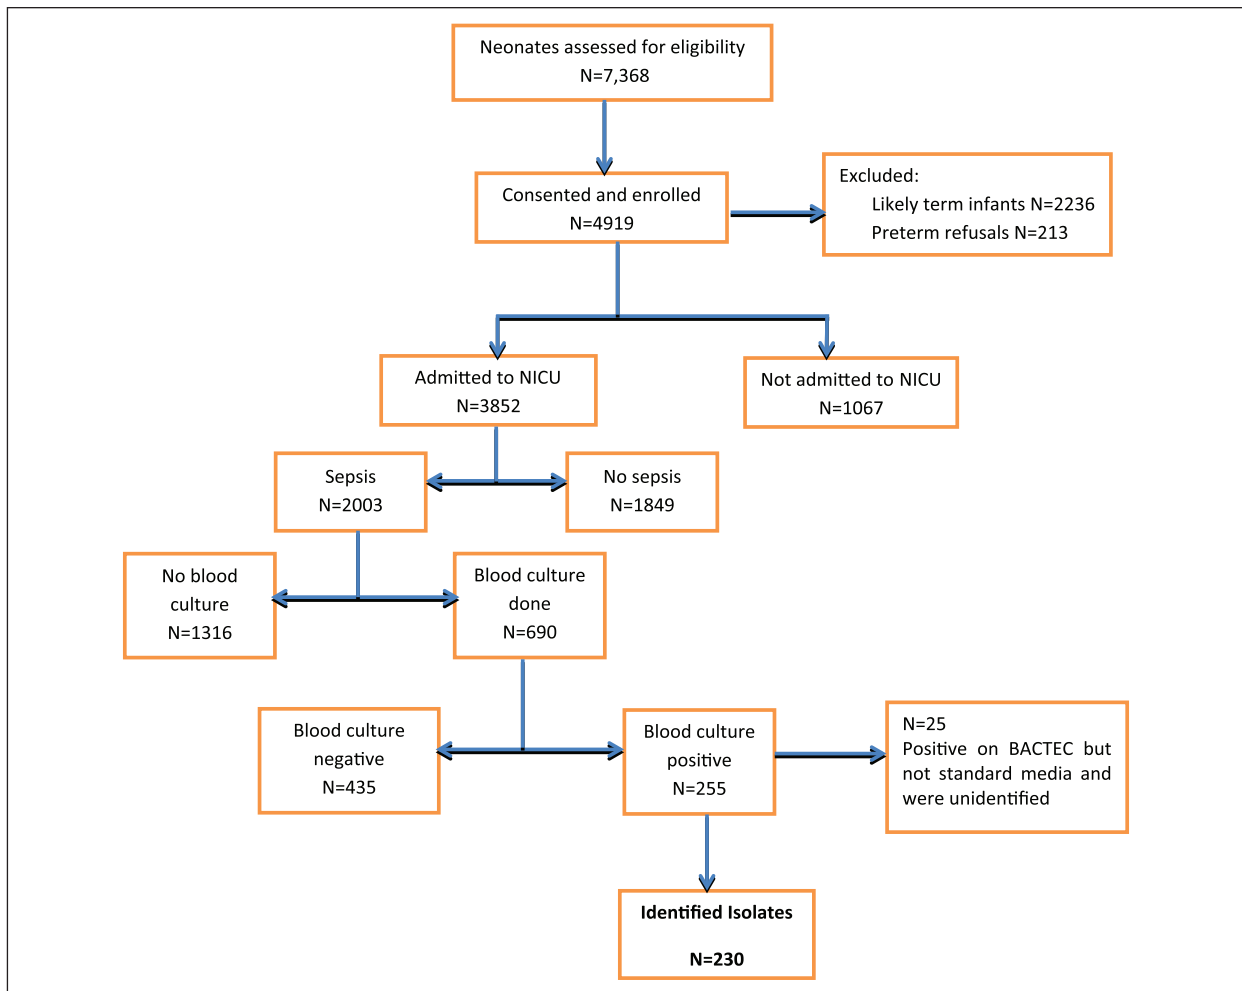 Neonates assessed for eligibility
N=7,368
Consented and enrolled
N=4919
Excluded:
Likely term infants N=2236
Preterm refusals N=213
Admitted to NICU
N=3852
Not admitted to NICU
N=1067
Sepsis
N=2003
No sepsis
N=1849
No blood
culture
N=1316
Blood culture
done
N=690
Blood culture
negative
N=435
Blood culture
positive
N=255
N=25
Positive on BACTEC but
not standard media and
were unidentified
Identified Isolates
N=230